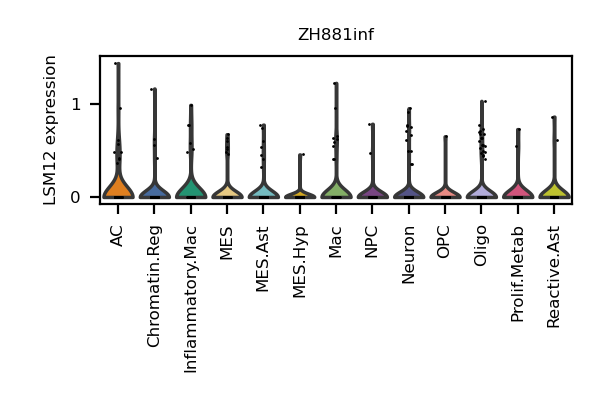 ZH881inf
LSM12 expression
1
0
AC
Chromatin.Reg
Inflammatory.Mac
MES
MES.Ast
MES.Hyp
Mac
NPC
Neuron
OPC
Oligo
Prolif.Metab
Reactive.Ast